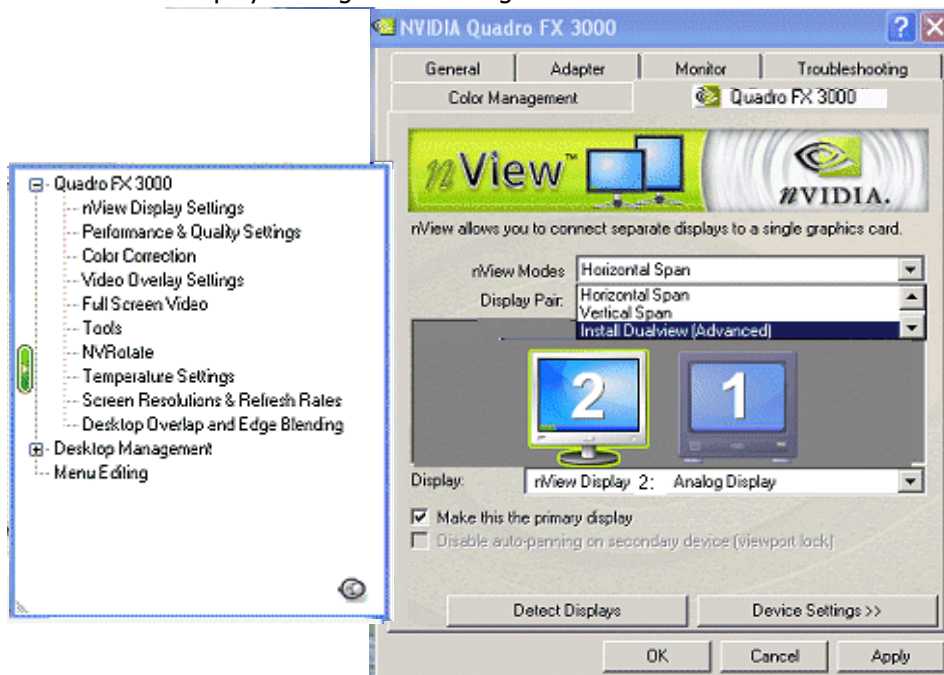 NVIDIA Quadro FX 3000
General Adapter Monitor Troubleshooting
Color Management Quadro FX 3000
nView™ nVIDIA.
nView allows you to connect separate displays to a single graphics card.
nView Modes Horizontal Span
Display Pair: Horizontal Span
Vertical Span
Install Dualview (Advanced)
2 1
Display: nView Display 2: Analog Display
Make this the primary display
Disable auto-panning on secondary device (viewport lock)
Detect Displays Device Settings >>
OK Cancel Apply
Quadro FX 3000
nView Display Settings
Performance & Quality Settings
Color Correction
Video Overlay Settings
Full Screen Video
Tools
NVRotate
Temperature Settings
Screen Resolutions & Refresh Rates
Desktop Overlap and Edge Blending
Desktop Management
Menu Editing